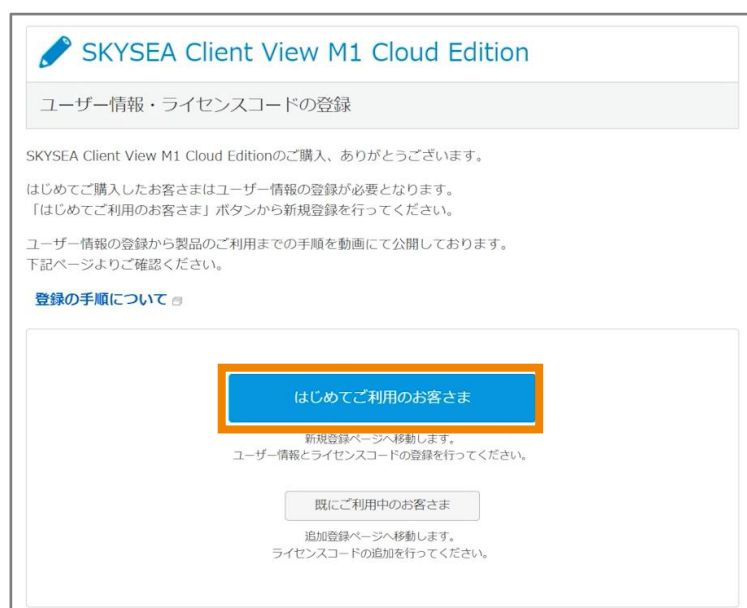 SKYSEA Client View M1 Cloud Edition
ユーザー情報・ライセンスコードの登録
SKYSEA Client View M1 Cloud Editionのご購入、ありがとうございます。
はじめてご購入したお客さまはユーザー情報の登録が必要となります。
「はじめてご利用のお客さま」ボタンから新規登録を行ってください。
ユーザー情報の登録から製品のご利用までの手順を動画にて公開しております。
下記ページよりご確認ください。
登録の手順について
はじめてご利用のお客さま
新規登録ページへ移動します。
ユーザー情報とライセンスコードの登録を行ってください。
既にご利用中のお客さま
追加登録ページへ移動します。
ライセンスコードの追加を行ってください。